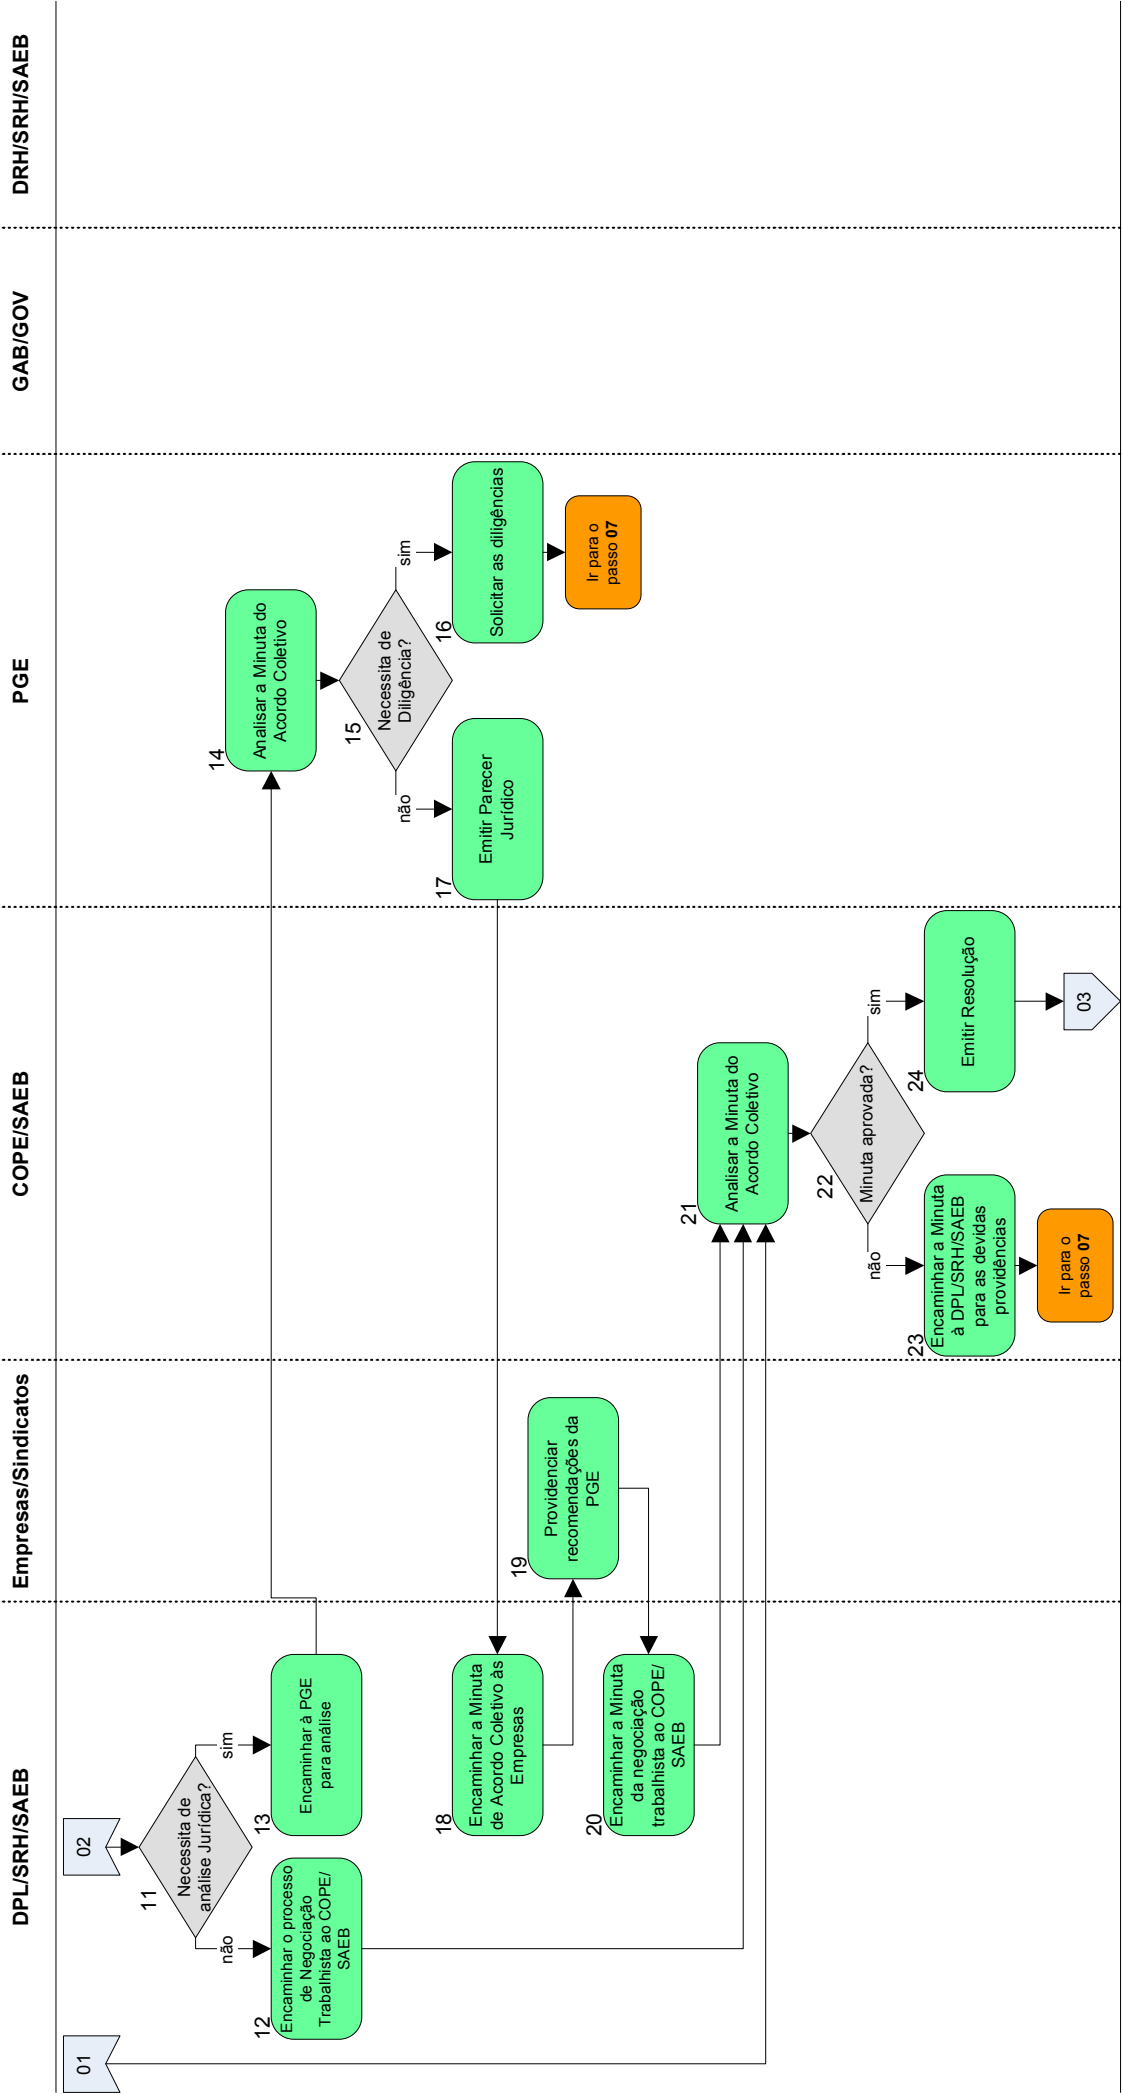 DPL/SRH/SAEB
Empresas/Sindicatos
COPE/SAEB
PGE
GAB/GOV
DRH/SRH/SAEB
01
02
11
Necessita de
análise Jurídica?
não
sim
12
Encaminhar o processo
de Negociação
Trabalhista ao COPE/
SAEB
13
Encaminhar à PGE
para análise
14
Analisar a Minuta do
Acordo Coletivo
15
Necessita de
Diligência?
não
sim
16
Solicitar as diligências
Ir para o
passo 07
17
Emitir Parecer
Jurídico
18
Encaminhar a Minuta
de Acordo Coletivo às
Empresas
19
Providenciar
recomendações da
PGE
20
Encaminhar a Minuta
da negociação
trabalhista ao COPE/
SAEB
21
Analisar a Minuta do
Acordo Coletivo
22
Minuta aprovada?
não
sim
23
Encaminhar a Minuta
à DPL/SRH/SAEB
para as devidas
providências
Ir para o
passo 07
24
Emitir Resolução
03